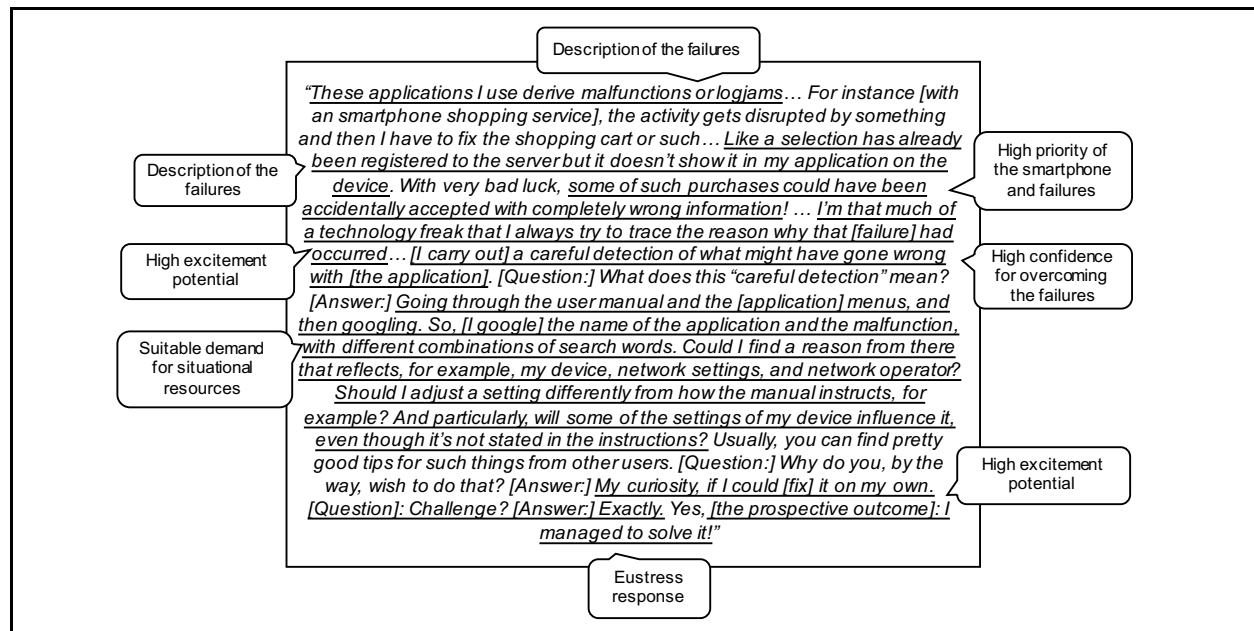 Description of the failures
“These applications I use derive malfunctions or logjams… For instance [with
an smartphone shopping service], the activity gets disrupted by something
and then I have to fix the shopping cart or such… Like a selection has already
been registered to the server but it doesn’t show it in my application on the
device. With very bad luck, some of such purchases could have been
accidentally accepted with completely wrong information! … I’m that much of
a technology freak that I always try to trace the reason why that [failure] had
occurred… [I carry out] a careful detection of what might have gone wrong
with [the application]. [Question:] What does this “careful detection” mean?
[Answer:] Going through the user manual and the [application] menus, and
then googling. So, [I google] the name of the application and the malfunction,
with different combinations of search words. Could I find a reason from there
that reflects, for example, my device, network settings, and network operator?
Should I adjust a setting differently from how the manual instructs, for
example? And particularly, will some of the settings of my device influence it,
even though it’s not stated in the instructions? Usually, you can find pretty
good tips for such things from other users. [Question:] Why do you, by the
way, wish to do that? [Answer:] My curiosity, if I could [fix] it on my own.
[Question]: Challenge? [Answer:] Exactly. Yes, [the prospective outcome]: I
managed to solve it!”
Description of the
failures
High excitement
potential
Suitable demand
for situational
resources
High priority of
the smartphone
and failures
High confidence
for overcoming
the failures
High excitement
potential
Eustress
response